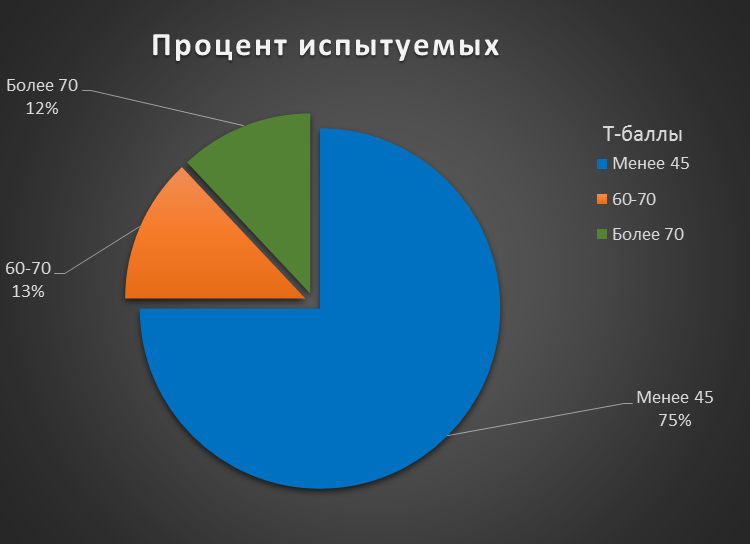 Процент испытуемых
Более 70
12%
Т-баллы
Менее 45
60-70
Более 70
60-70
13%
Менее 45
75%